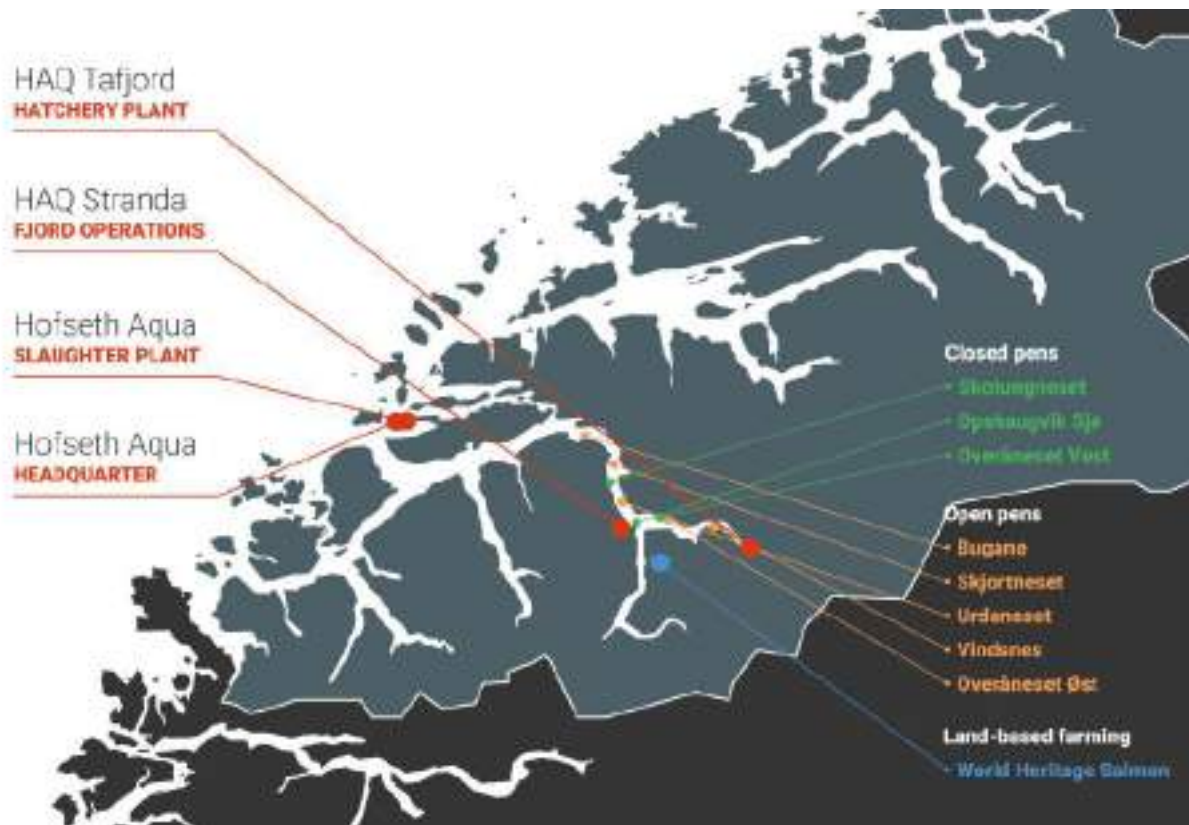 HAQ Tafjord
HATCHERY PLANT
HAQ Stranda
FJORD OPERATIONS
Hofseth Aqua
SLAUGHTER PLANT
Hofseth Aqua
HEADQUARTER
Closed pens
• Opshaugvik Sjø
• Overåneset Vest
Open pens
• Bugane
• Skjortneset
• Urdaneset
• Vindsnes
• Overåneset Øst
Land-based farming
• World Heritage Salmon